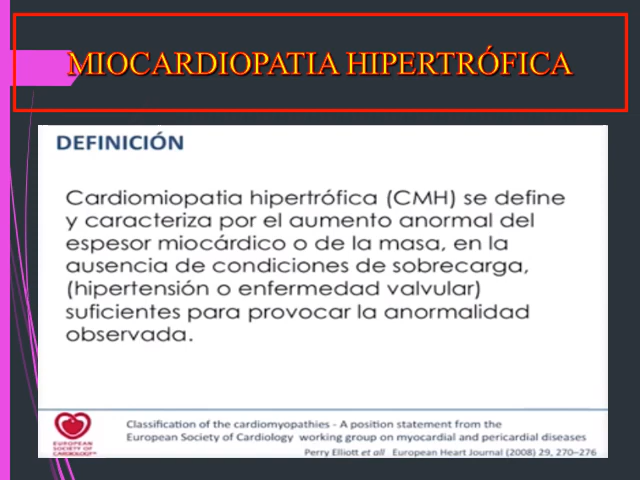 MIOCARDIOPATIA HIPERTRÓFICA
DEFINICIÓN
Cardiomiopatia hipertrófica (CMH) se define
y caracteriza por el aumento anormal del
espesor miocárdico o de la masa, en la
ausencia de condiciones de sobrecarga,
(hipertensión o enfermedad valvular)
suficientes para provocar la anormalidad
observada.
Classification of the cardiomyopathies - A position statement from the
European Society of Cardiology working group on myocardial and pericardial diseases
Perry Elliott et all European Heart Journal (2008) 29, 270–276
EUROPEAN
SOCIETY OF
CARDIOLOGY